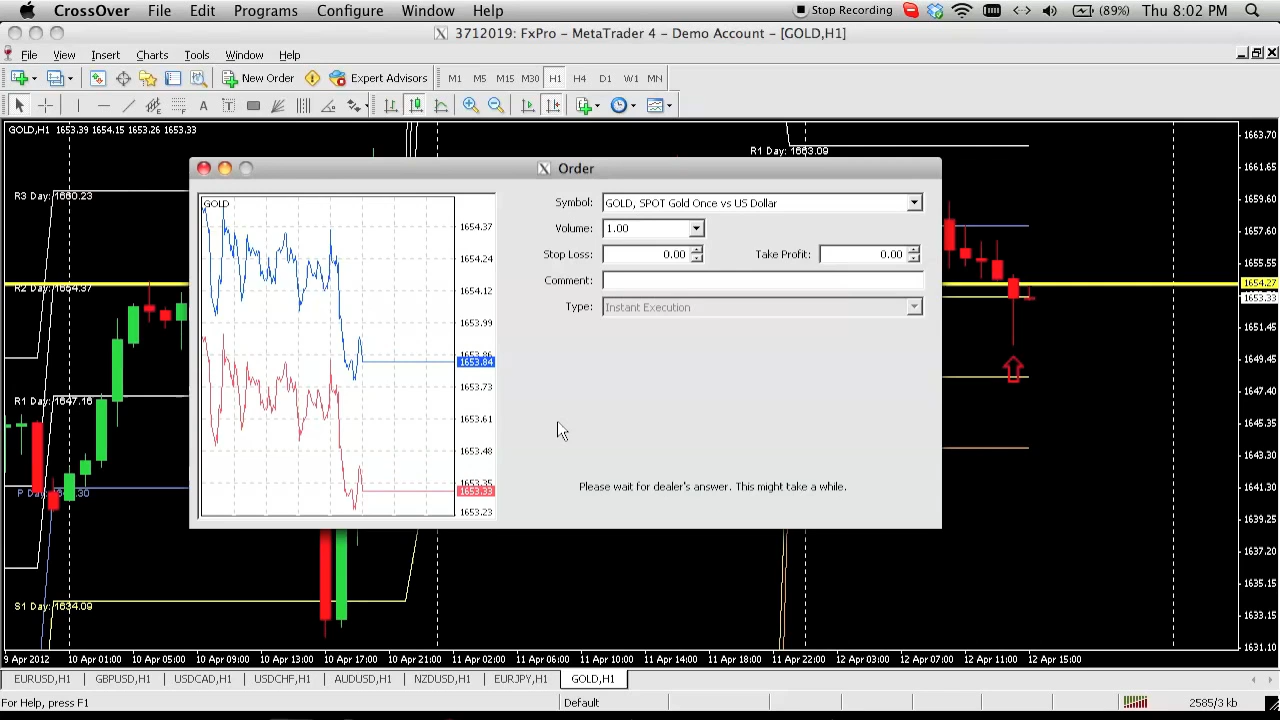 CrossOver File Edit Programs Configure Window Help Stop Recording (89%) Thu 8:02 PM
3712019: FxPro - MetaTrader 4 - Demo Account - [GOLD,H1]
File View Insert Charts Tools Window Help
New Order Expert Advisors M1 M5 M15 M30 H1 H4 D1 W1 MN
A T
GOLD,H1 1653.39 1654.15 1653.26 1653.33
R1 Day: 1663.09
R3 Day: 1660.23
R2 Day: 1654.37
R1 Day: 1647.16
S1 Day: 1634.09
Order
GOLD
1654.37
1654.24
1654.12
1653.99
1653.84
1653.73
1653.61
1653.48
1653.35
1653.33
1653.23
Symbol: GOLD, SPOT Gold Once vs US Dollar
Volume: 1.00
Stop Loss: 0.00 Take Profit: 0.00
Comment:
Type: Instant Execution
Please wait for dealer's answer. This might take a while.
1663.70
1661.65
1659.60
1657.60
1655.55
1654.27
1653.33
1651.45
1649.45
1647.40
1645.35
1643.30
1641.30
1639.25
1637.20
1635.15
1633.15
1631.10
9 Apr 2012 10 Apr 01:00 10 Apr 05:00 10 Apr 09:00 10 Apr 13:00 10 Apr 17:00 10 Apr 21:00 11 Apr 02:00 11 Apr 06:00 11 Apr 10:00 11 Apr 14:00 11 Apr 18:00 11 Apr 22:00 12 Apr 03:00 12 Apr 07:00 12 Apr 11:00 12 Apr 15:00
EURUSD,H1 GBPUSD,H1 USDCAD,H1 USDCHF,H1 AUDUSD,H1 NZDUSD,H1 EURJPY,H1 GOLD,H1
For Help, press F1 Default 2585/3 kb